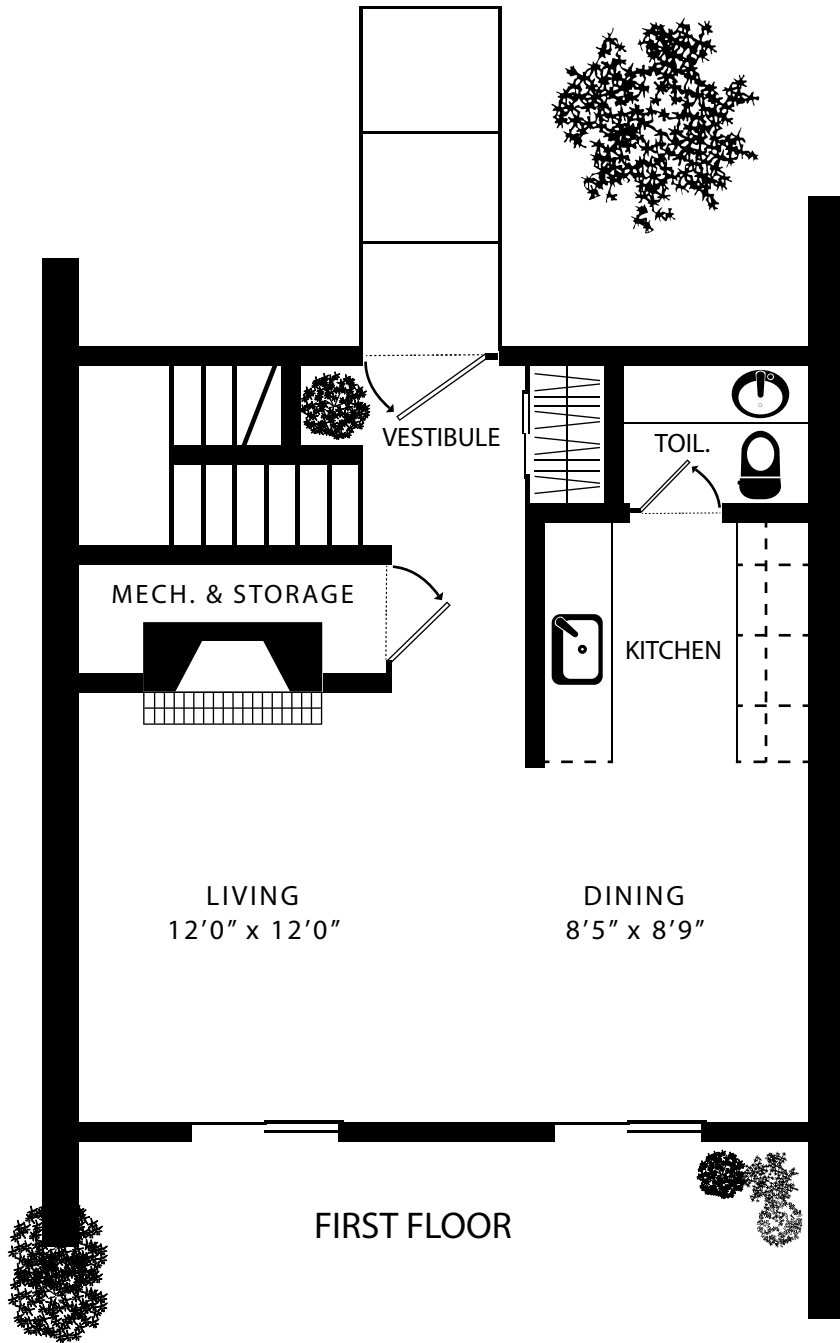 VESTIBULE
TOIL.
MECH. & STORAGE
KITCHEN
LIVING
12’0” x 12’0”
DINING
8’5” x 8’9”
FIRST FLOOR